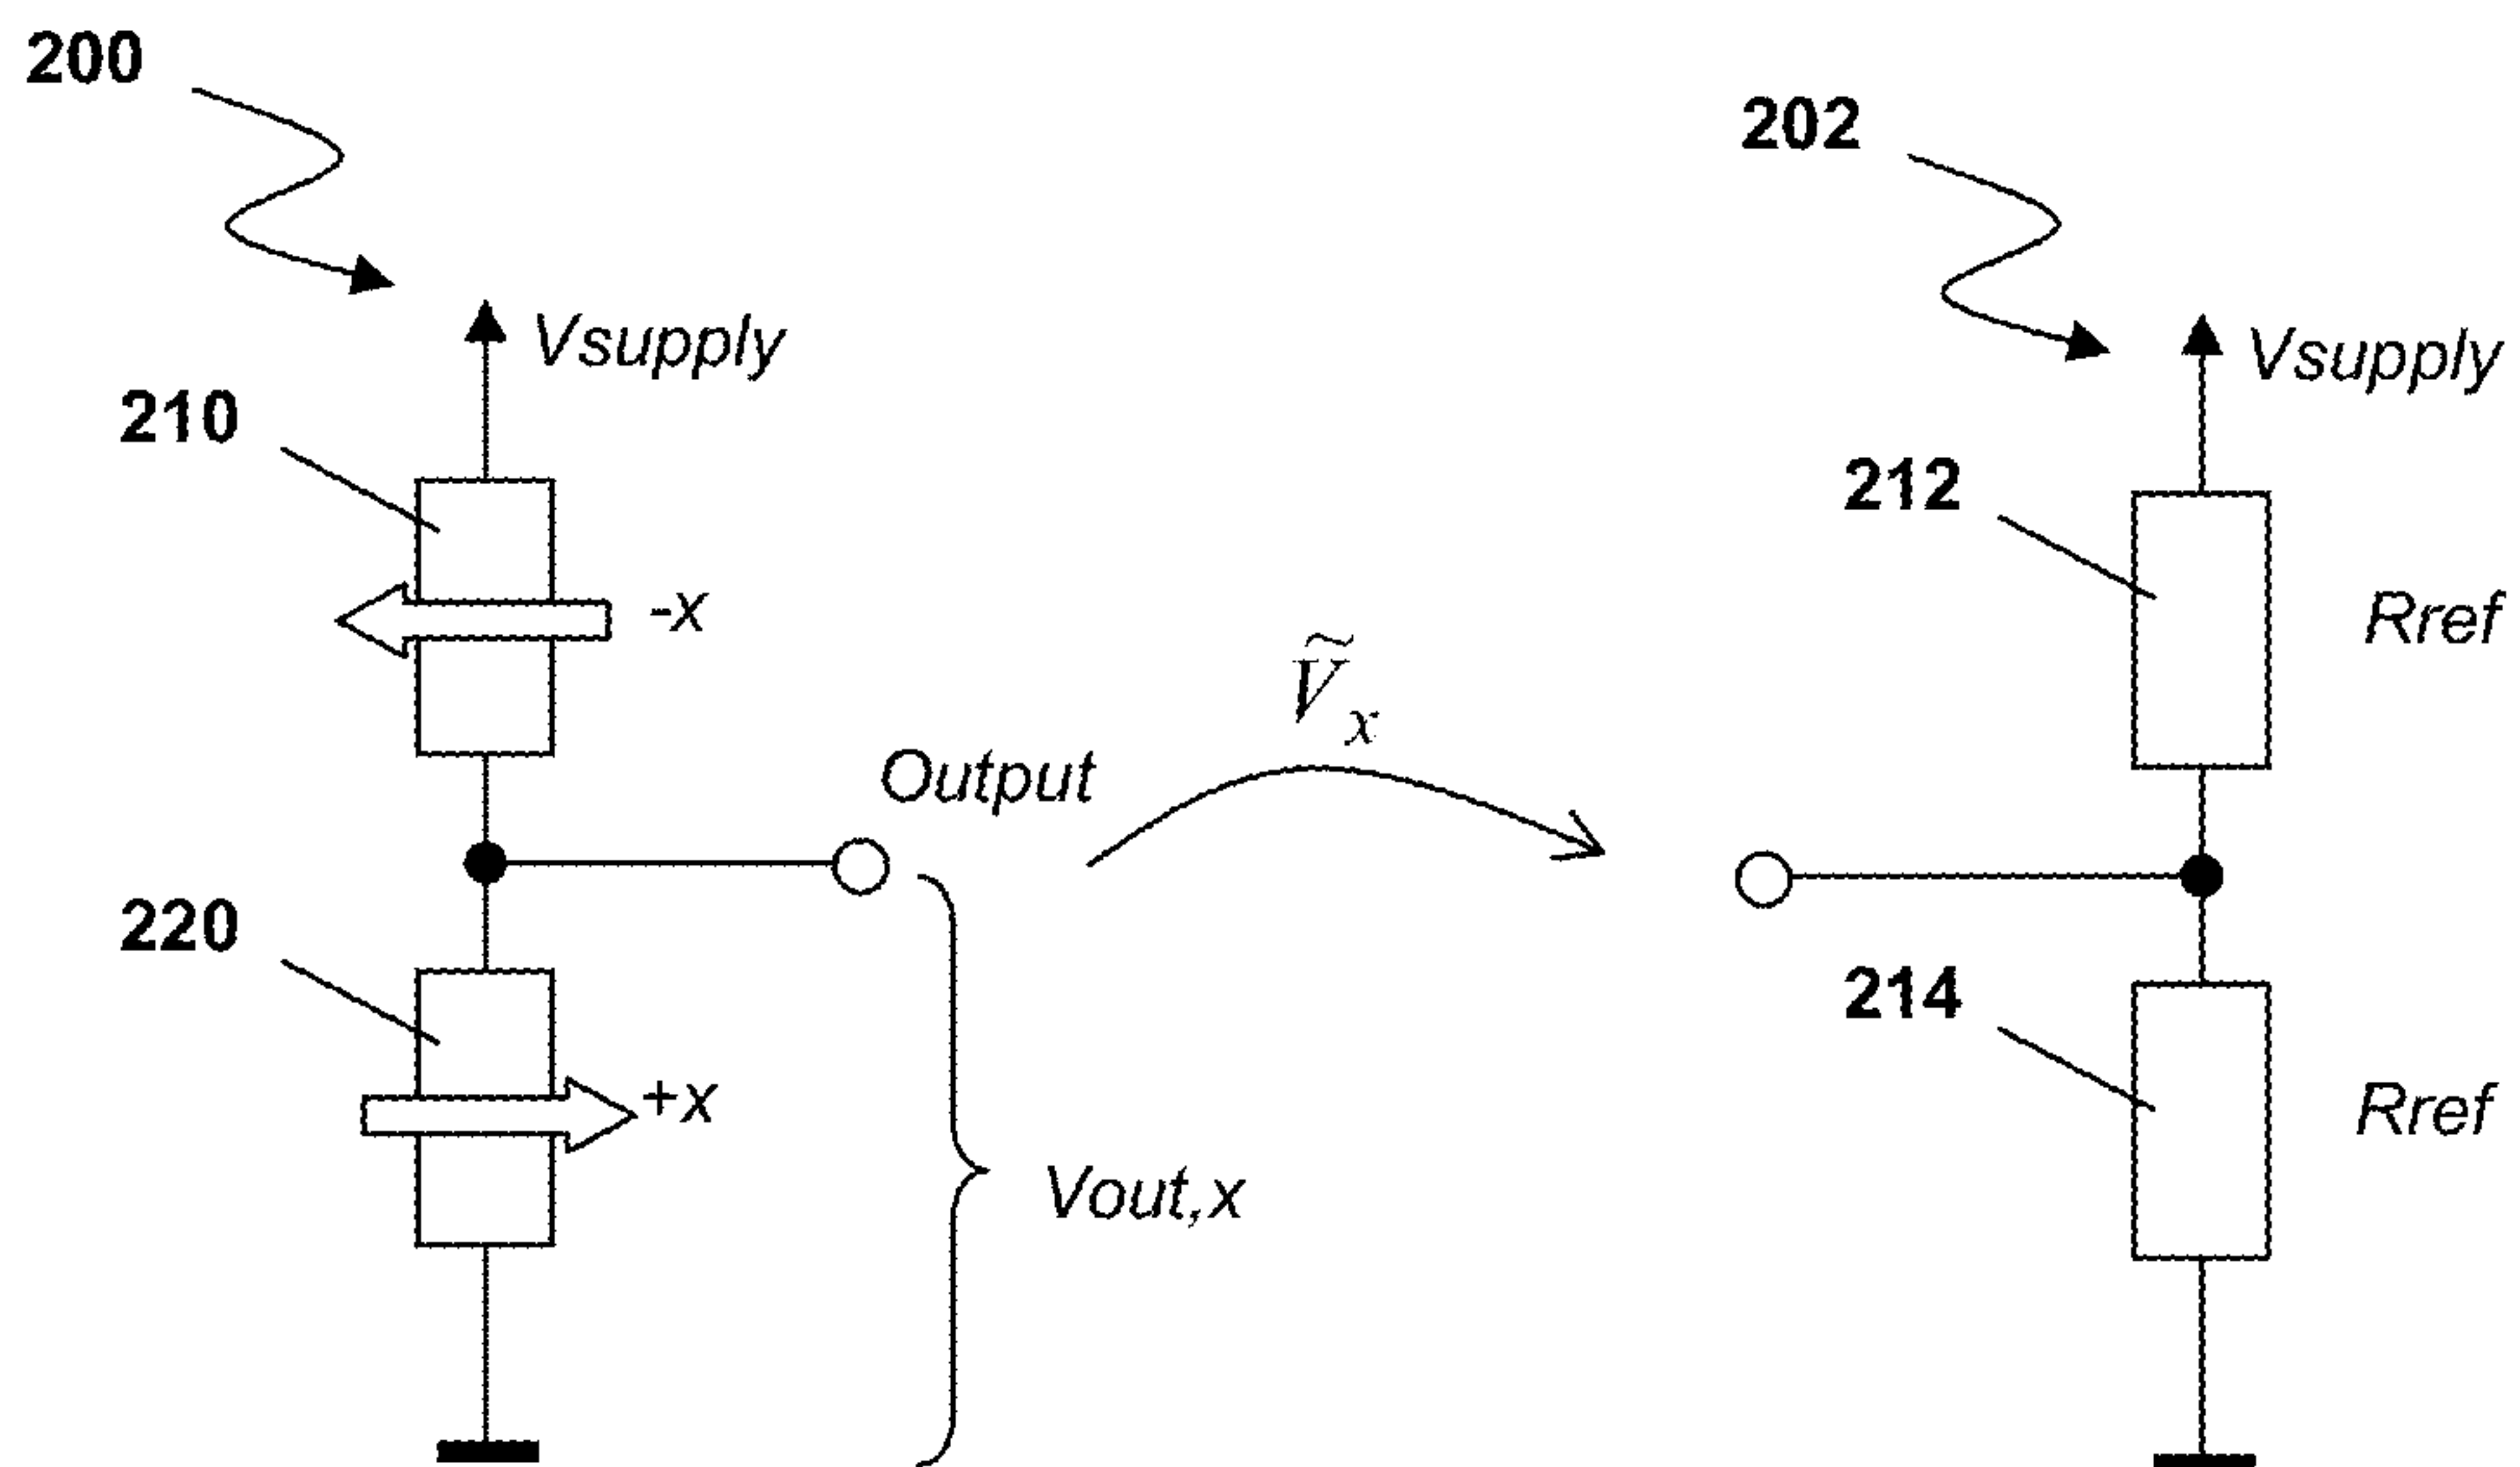 200
202
Vsupply
Vsupply
210
212
-x
Rref
Ṽx
Output
220
214
+x
Rref
Vout,x